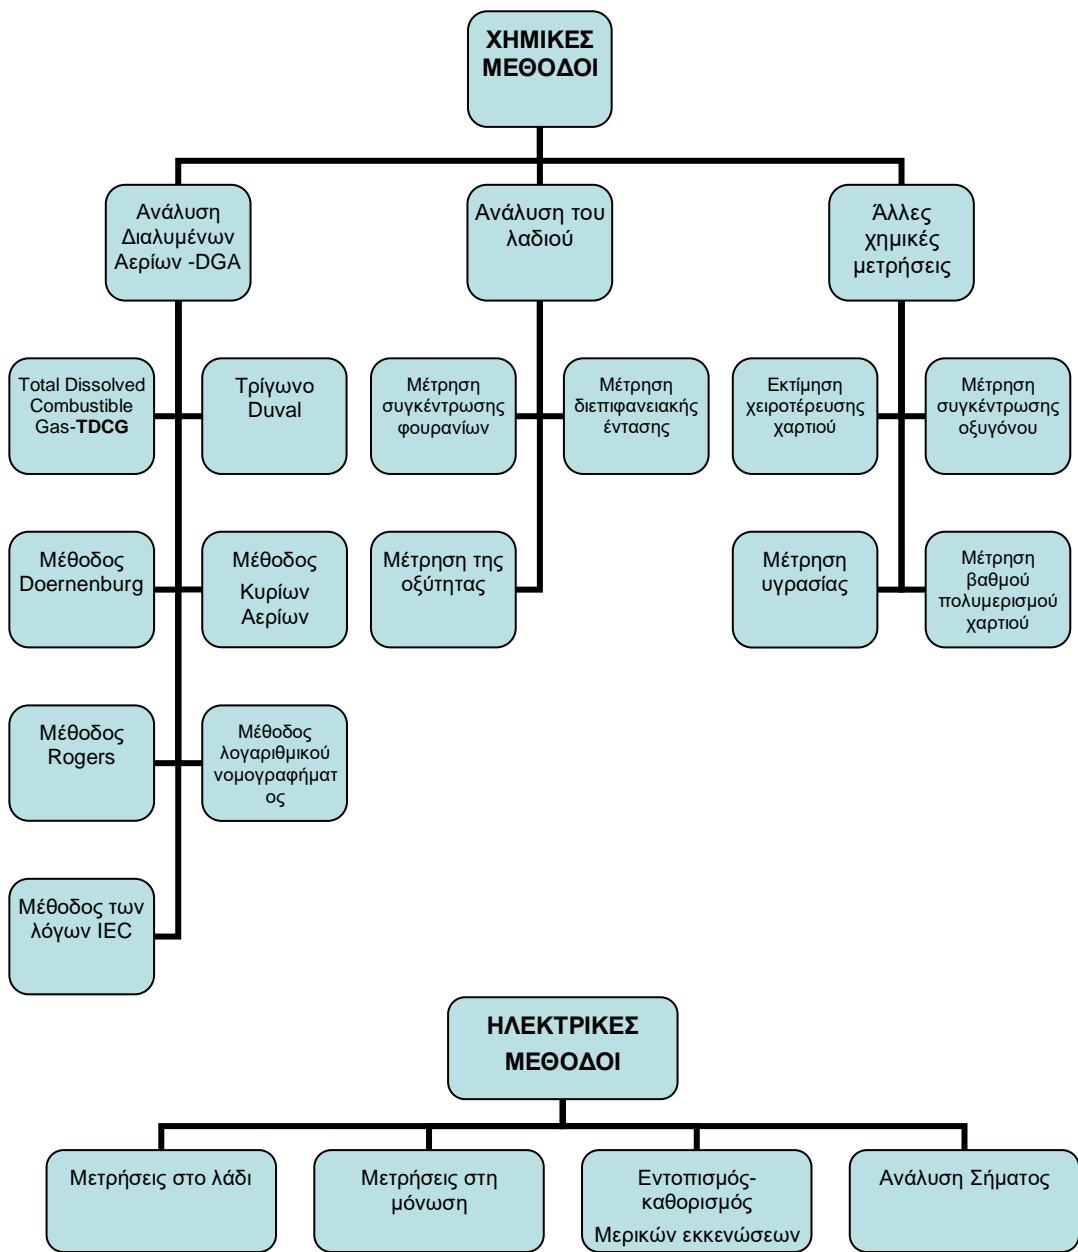 ΧΗΜΙΚΕΣ
ΜΕΘΟΔΟΙ
Ανάλυση
Διαλυμένων
Αερίων -DGA
Ανάλυση του
λαδιού
Άλλες
χημικές
μετρήσεις
Total Dissolved
Combustible
Gas-TDCG
Τρίγωνο
Duval
Μέτρηση
συγκέντρωσης
φουρανίων
Μέτρηση
διεπιφανειακής
έντασης
Εκτίμηση
χειροτέρευσης
χαρτιού
Μέτρηση
συγκέντρωσης
οξυγόνου
Μέθοδος
Doernenburg
Μέθοδος
Κυρίων
Αερίων
Μέτρηση της
οξύτητας
Μέτρηση
υγρασίας
Μέτρηση
βαθμού
πολυμερισμού
χαρτιού
Μέθοδος
Rogers
Μέθοδος
λογαριθμικού
νομογραφήματ
ος
Μέθοδος των
λόγων IEC
ΗΛΕΚΤΡΙΚΕΣ
ΜΕΘΟΔΟΙ
Μετρήσεις στο λάδι
Μετρήσεις στη
μόνωση
Εντοπισμός-
καθορισμός
Μερικών εκκενώσεων
Ανάλυση Σήματος